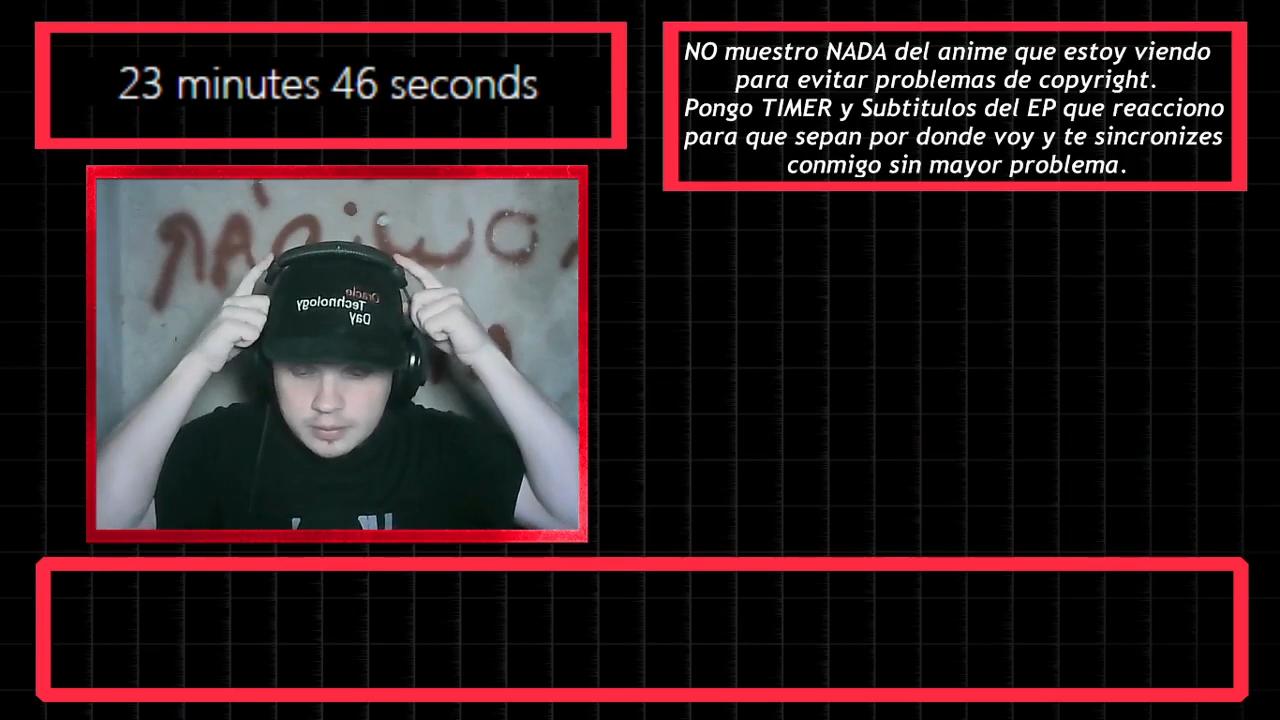 23 minutes 46 seconds
NO muestro NADA del anime que estoy viendo
para evitar problemas de copyright.
Pongo TIMER y Subtitulos del EP que reacciono
para que sepan por donde voy y te sincronizes
conmigo sin mayor problema.
Oracle
Technology
Day